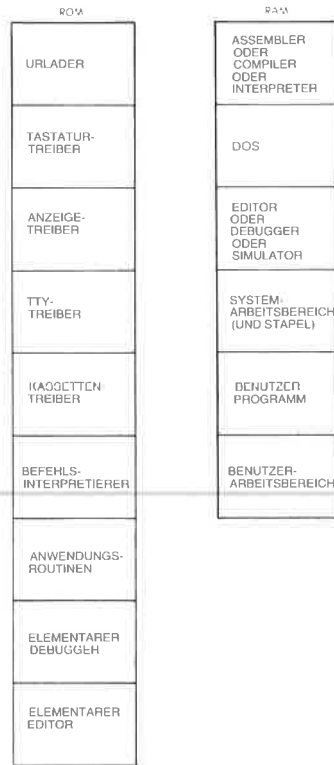 ROM
URLADER
TASTATUR-
TREIBER
ANZEIGE-
TREIBER
TTY-
TREIBER
KASSETTEN-
TREIBER
BEFEHLS-
INTERPRETIERER
ANWENDUNGS-
ROUTINEN
ELEMENTARER
DEBUGGER
ELEMENTARER
EDITOR
RAM
ASSEMBLER
ODER
COMPILER
ODER
INTERPRETER
DOS
EDITOR
ODER
DEBUGGER
ODER
SIMULATOR
SYSTEM-
ARBEITSBEREICH
(UND STAPEL)
BENUTZER
PROGRAMM
BENUTZER-
ARBEITSBEREICH